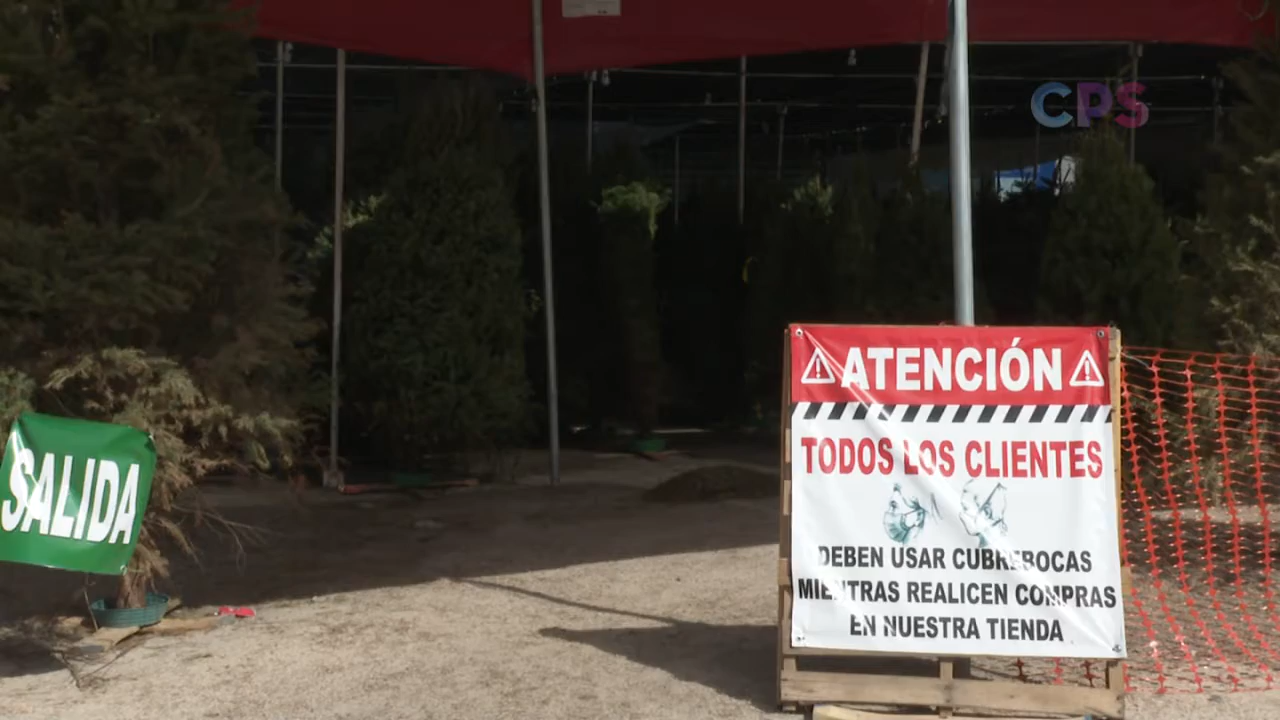 CPS
ATENCIÓN
TODOS LOS CLIENTES
DEBEN USAR CUBREBOCAS
MIENTRAS REALICEN COMPRAS
EN NUESTRA TIENDA
SALIDA